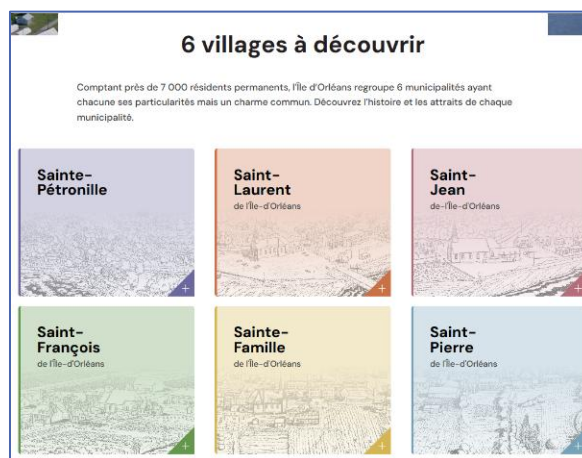 6 villages à découvrir
Comptant près de 7 000 résidents permanents, l'Île d'Orléans regroupe 6 municipalités ayant
chacune ses particularités mais un charme commun. Découvrez l'histoire et les attraits de chaque
municipalité.
Sainte-
Pétronille
Saint-
Laurent
de l'Île-d'Orléans
Saint-
Jean
de-l'Île-d'Orléans
+
+
+
Saint-
François
de l'Île-d'Orléans
Sainte-
Famille
de l'Île-d'Orléans
Saint-
Pierre
de l'Île-d'Orléans
+
+
+